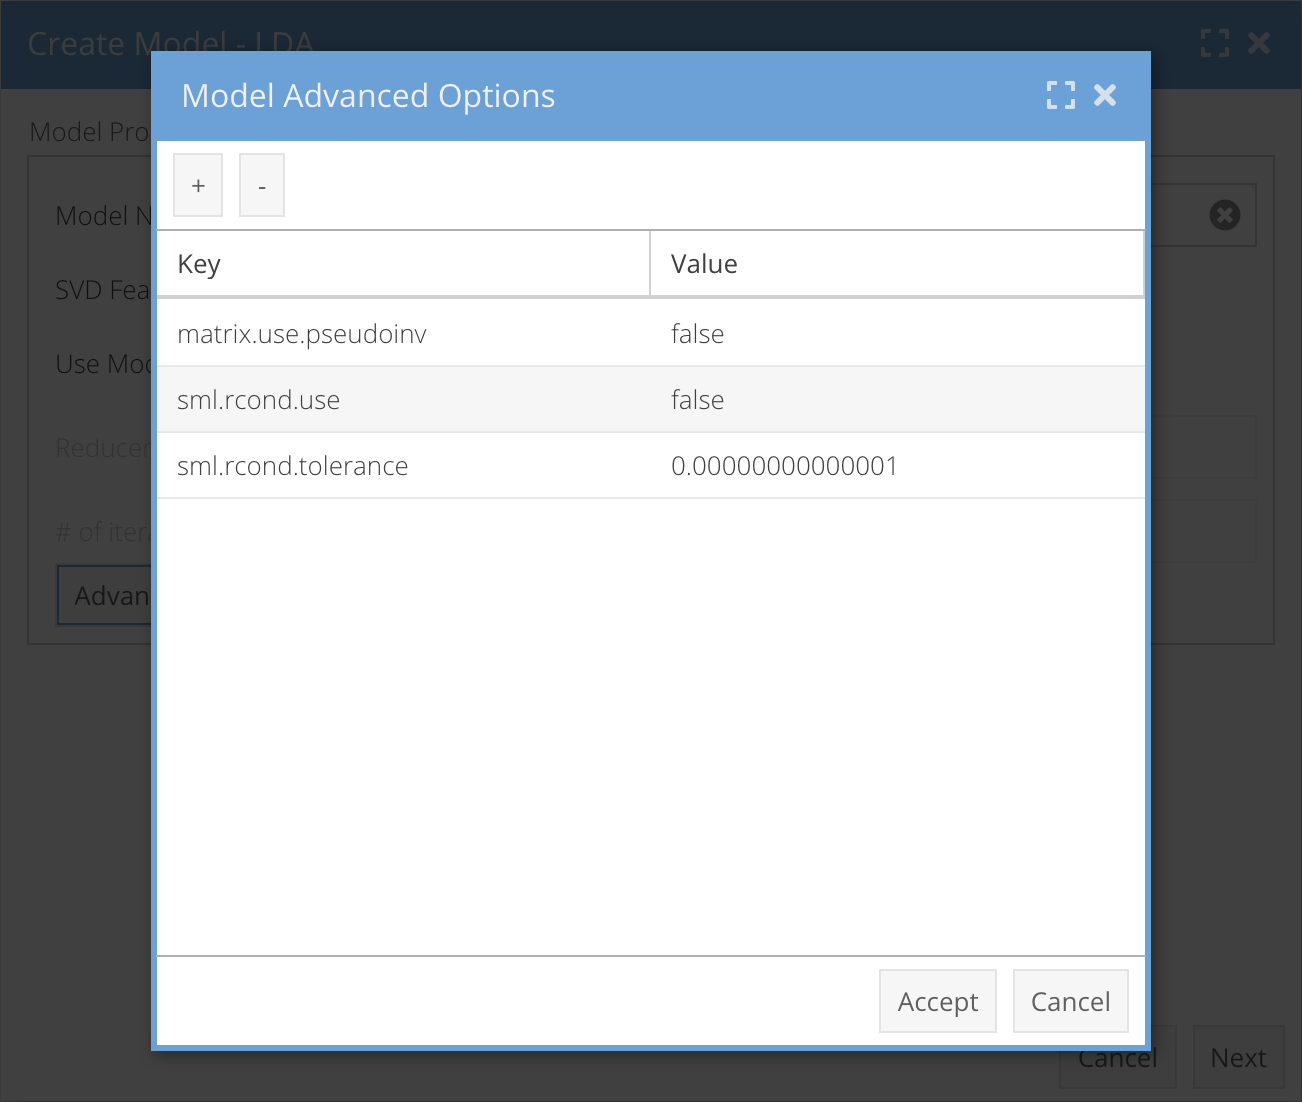 Create Model - LDA
Model Advanced Options
Model Pro
+ -
Key Value
Model N
SVD Fea
matrix.use.pseudoinv false
Use Mod
sml.rcond.use false
Reducer
sml.rcond.tolerance 0.00000000000001
# of itera
Advan
Accept Cancel
Cancel Next